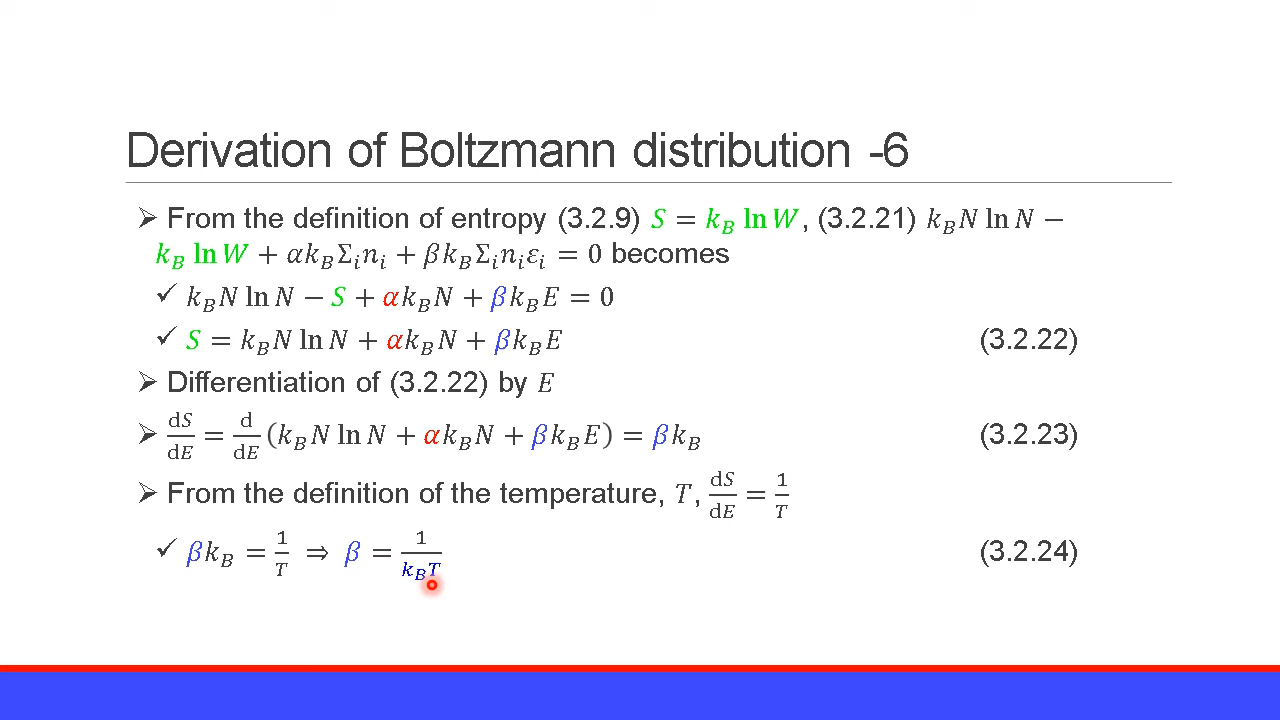 Derivation of Boltzmann distribution -6
➢ From the definition of entropy (3.2.9) S = k_B ln W, (3.2.21) k_B N ln N −
k_B ln W + αk_B Σ_i n_i + βk_B Σ_i n_i ε_i = 0 becomes
✓ k_B N ln N − S + αk_B N + βk_B E = 0
✓ S = k_B N ln N + αk_B N + βk_B E (3.2.22)
➢ Differentiation of (3.2.22) by E
➢ dS/dE = d/dE (k_B N ln N + αk_B N + βk_B E) = βk_B (3.2.23)
➢ From the definition of the temperature, T, dS/dE = 1/T
✓ βk_B = 1/T ⇒ β = 1/k_B T (3.2.24)